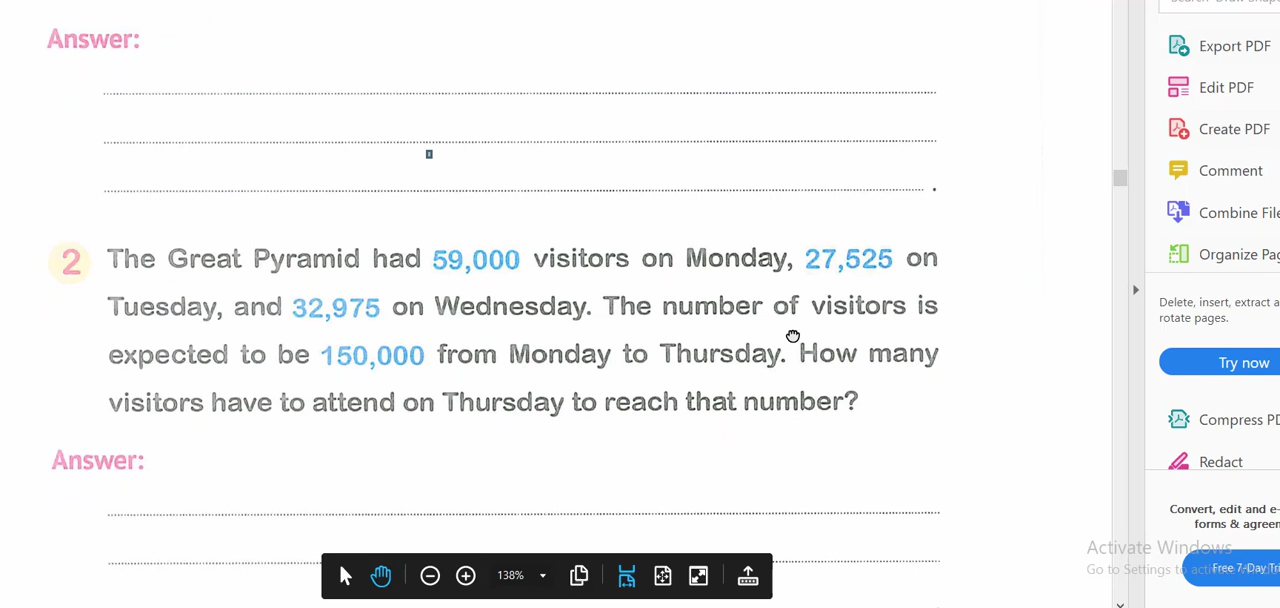 Answer:
2 The Great Pyramid had 59,000 visitors on Monday, 27,525 on
Tuesday, and 32,975 on Wednesday. The number of visitors is
expected to be 150,000 from Monday to Thursday. How many
visitors have to attend on Thursday to reach that number?
Answer:
138%
Export PDF
Edit PDF
Create PDF
Comment
Combine File
Organize Pag
Delete, insert, extract a
rotate pages.
Try now
Compress PD
Redact
Convert, edit and e-
forms & agreem
Activate Windows
Go to Settings to activate
Free 7-Day Tri